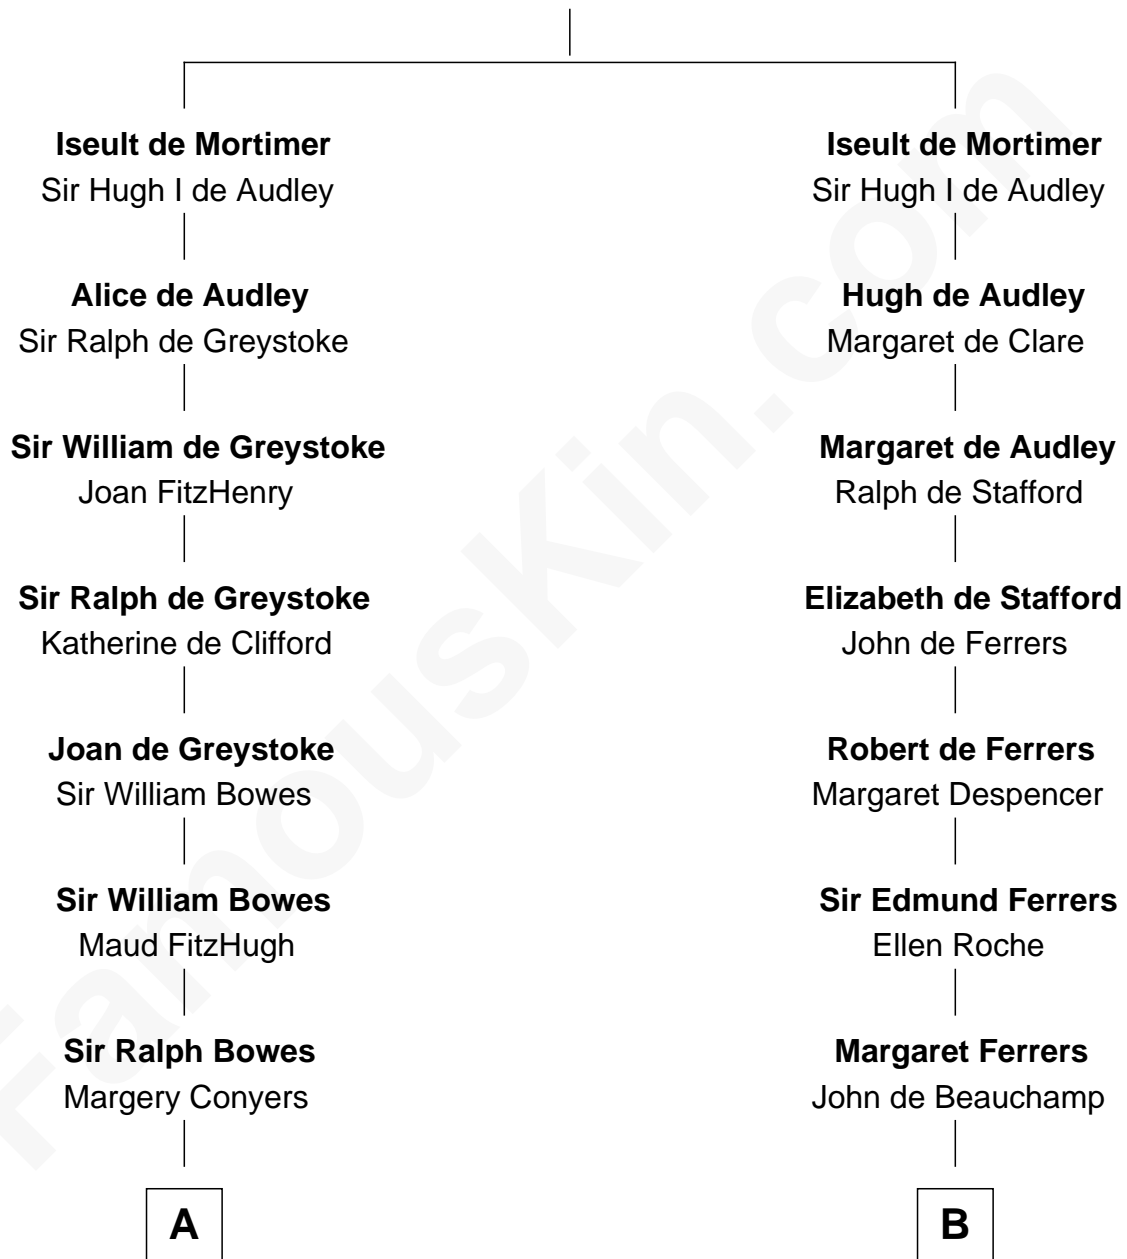 Iseult de Mortimer
Sir Hugh I de Audley
Alice de Audley
Sir Ralph de Greystoke
Sir William de Greystoke
Joan FitzHenry
Sir Ralph de Greystoke
Katherine de Clifford
Joan de Greystoke
Sir William Bowes
Sir William Bowes
Maud FitzHugh
Sir Ralph Bowes
Margery Conyers
A
Iseult de Mortimer
Sir Hugh I de Audley
Hugh de Audley
Margaret de Clare
Margaret de Audley
Ralph de Stafford
Elizabeth de Stafford
John de Ferrers
Robert de Ferrers
Margaret Despencer
Sir Edmund Ferrers
Ellen Roche
Margaret Ferrers
John de Beauchamp
B
FamousKin.com